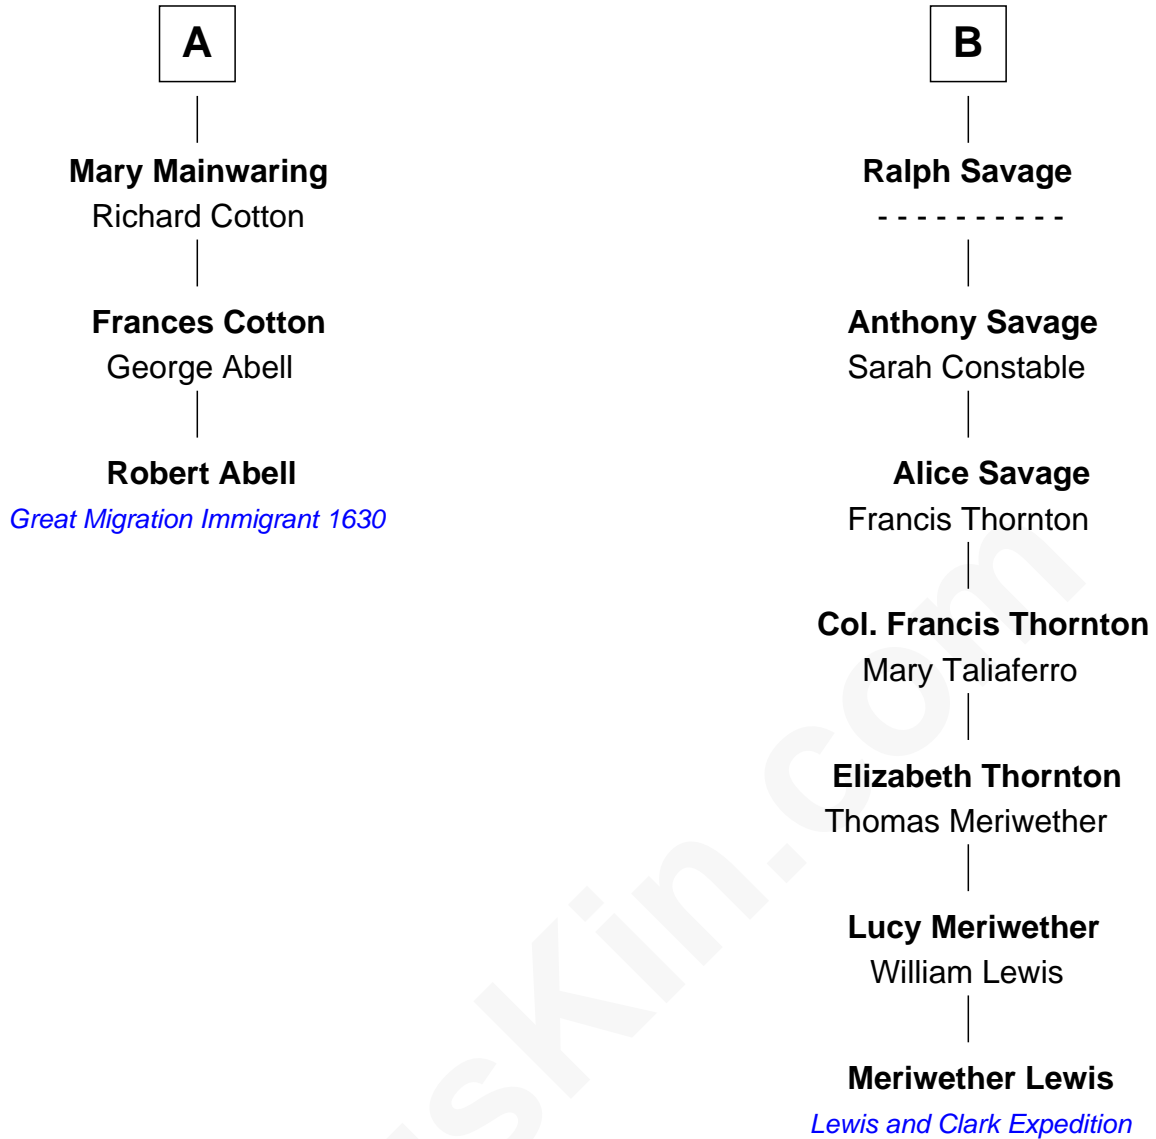 A
Mary Mainwaring
Richard Cotton
Frances Cotton
George Abell
Robert Abell
Great Migration Immigrant 1630
B
Ralph Savage
- - - - - - - - - -
Anthony Savage
Sarah Constable
Alice Savage
Francis Thornton
Col. Francis Thornton
Mary Taliaferro
Elizabeth Thornton
Thomas Meriwether
Lucy Meriwether
William Lewis
Meriwether Lewis
Lewis and Clark Expedition